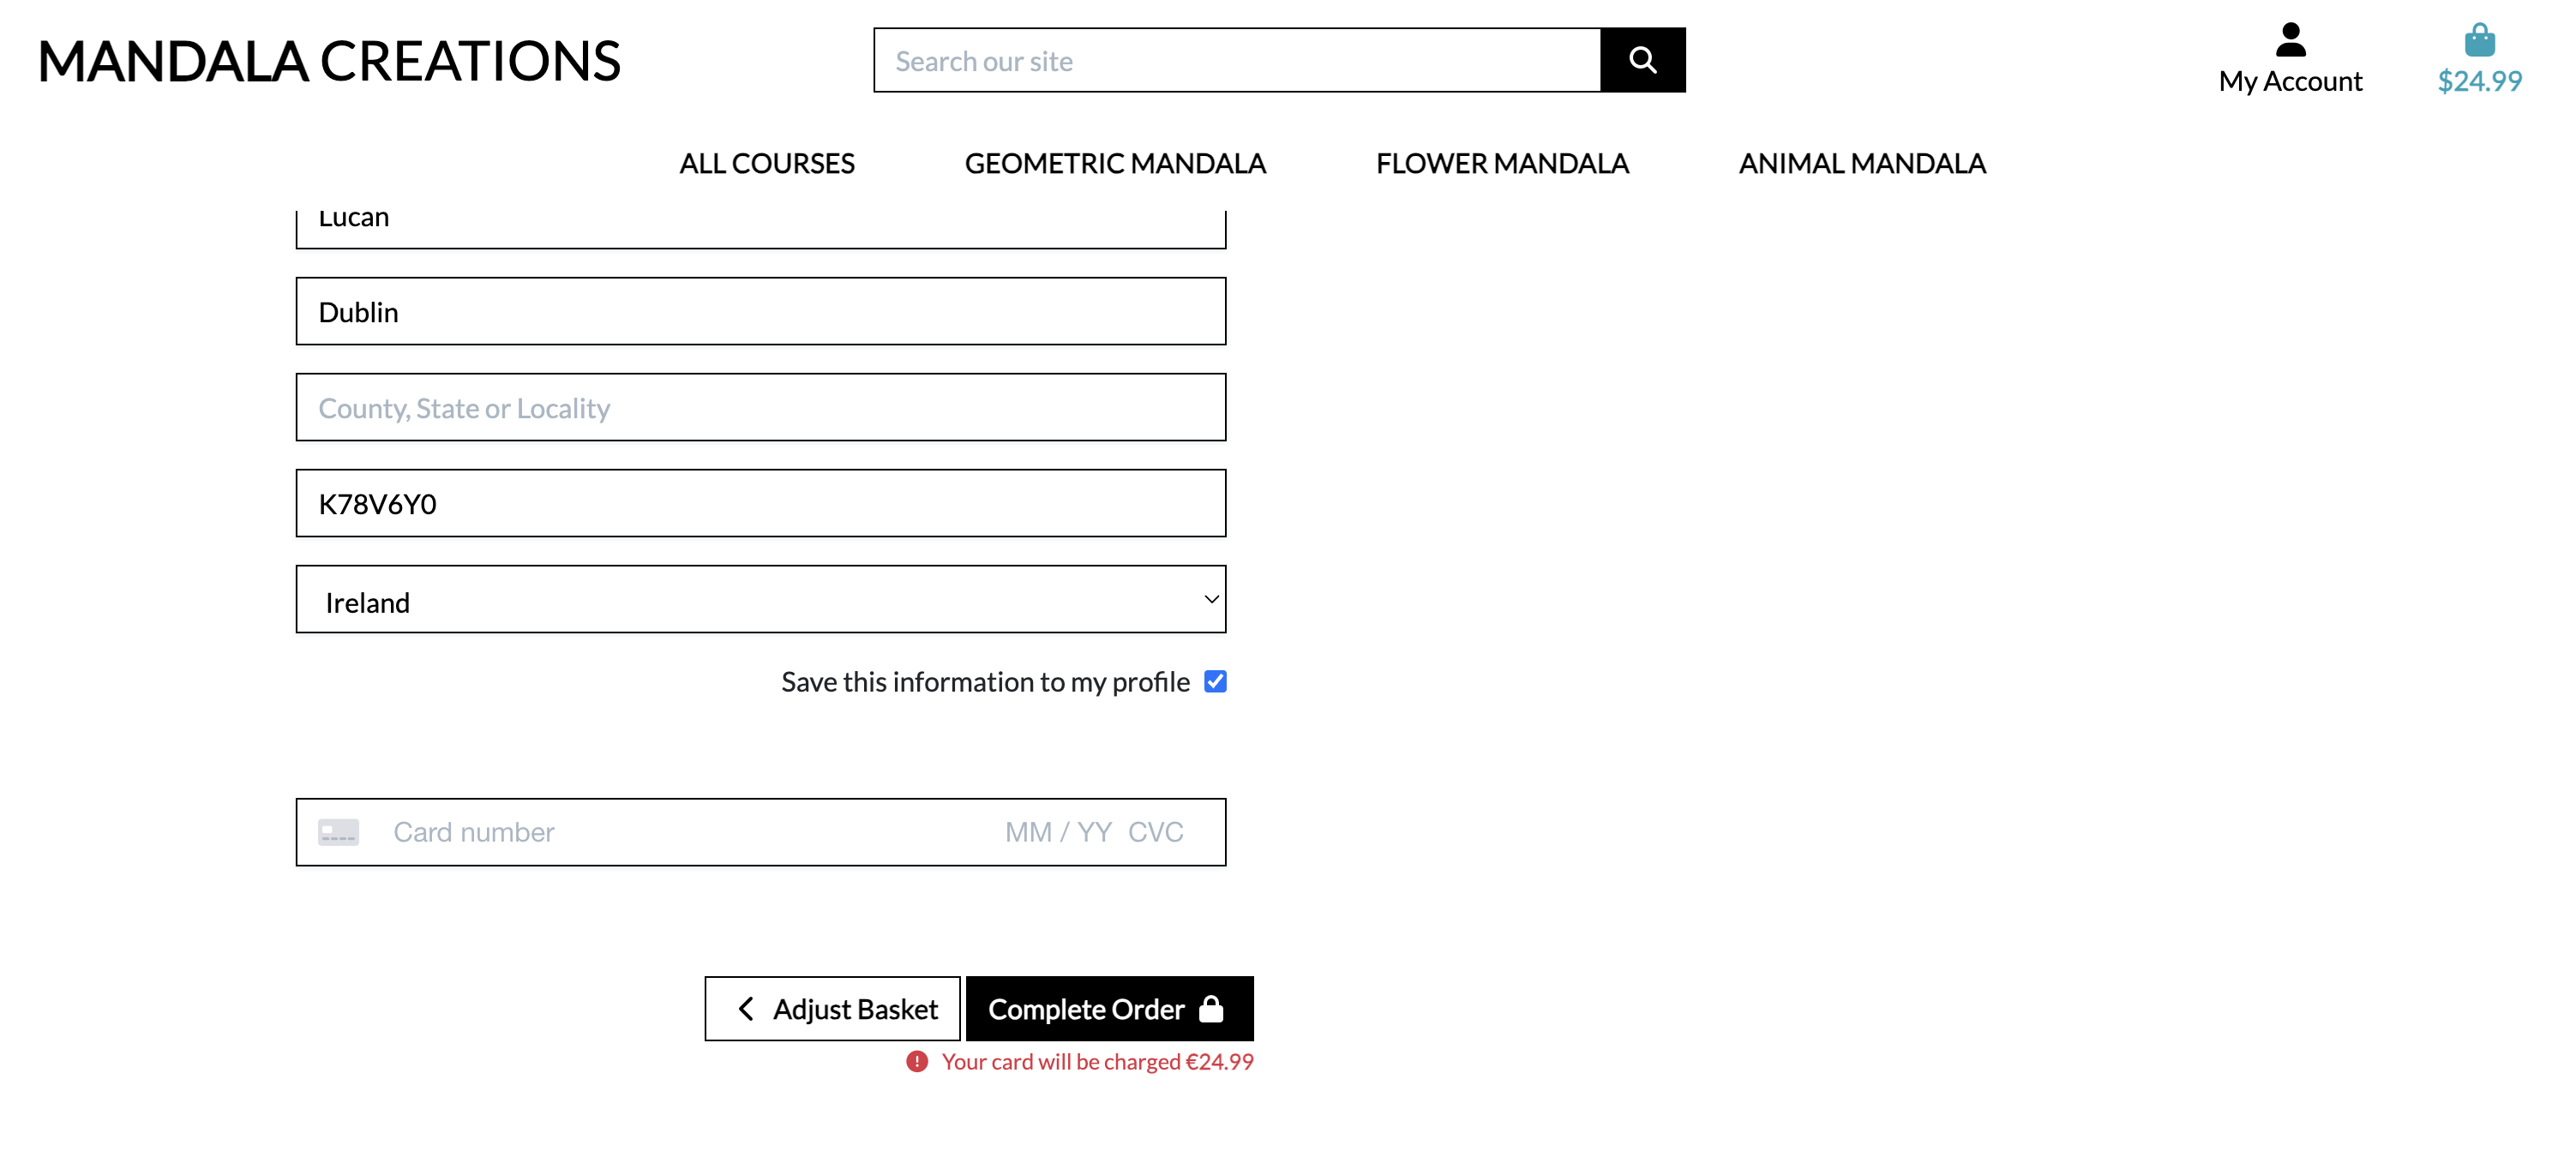 MANDALA CREATIONS
Search our site
My Account
$24.99
ALL COURSES GEOMETRIC MANDALA FLOWER MANDALA ANIMAL MANDALA
Lucan
Dublin
County, State or Locality
K78V6Y0
Ireland
Save this information to my profile
Card number MM / YY CVC
Adjust Basket Complete Order
Your card will be charged €24.99